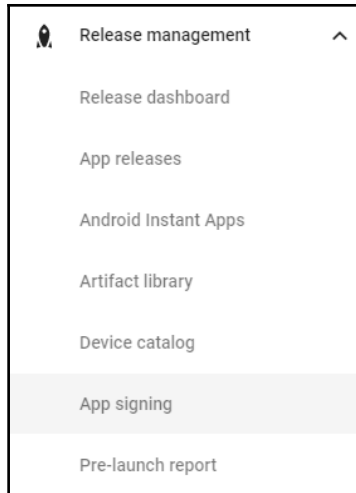 Release management
Release dashboard
App releases
Android Instant Apps
Artifact library
Device catalog
App signing
Pre-launch report